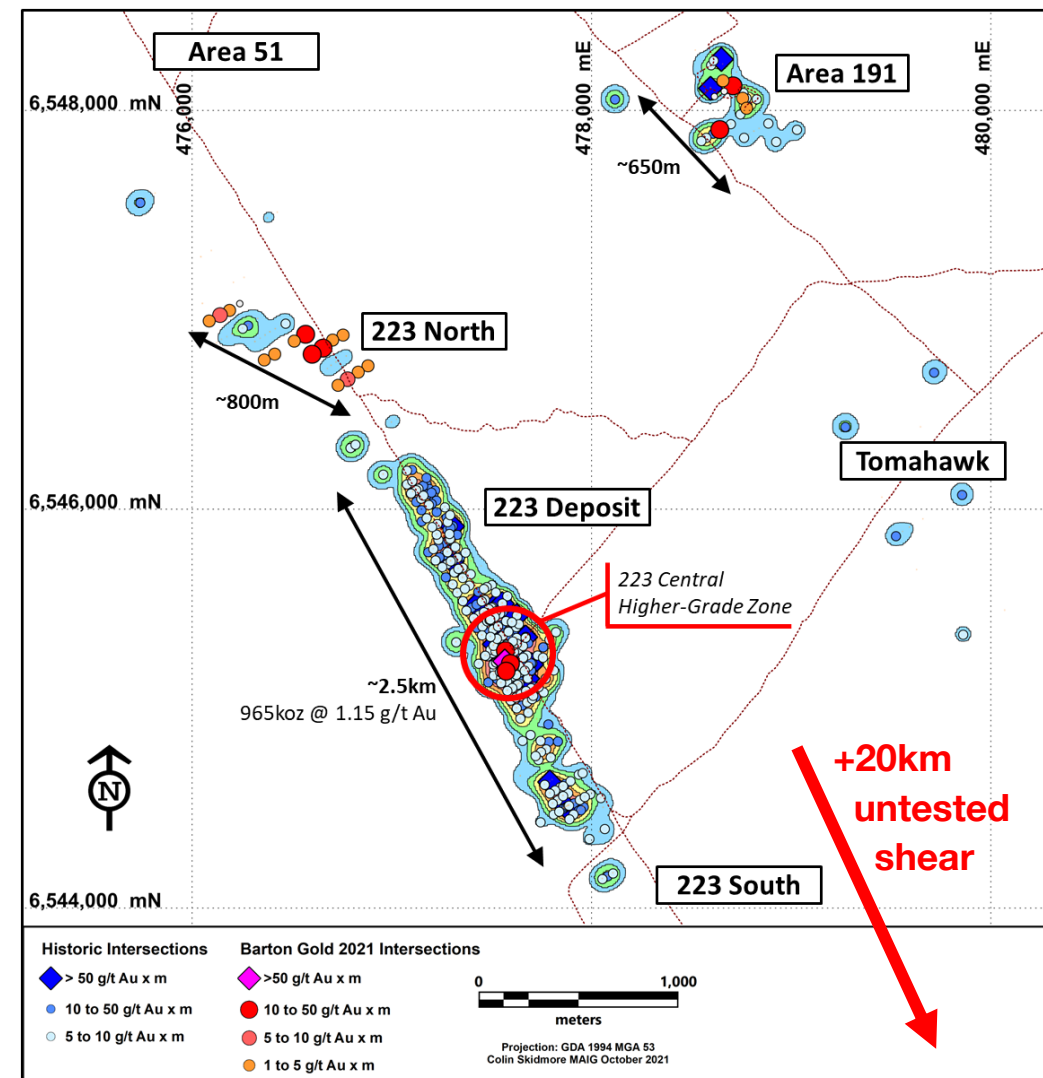 Area 51
Area 191
6,548,000 mN
476,000
478,000
480,000 mE
~650m
223 North
~800m
Tomahawk
6,546,000 mN
223 Deposit
223 Central
Higher-Grade Zone
~2.5km
965koz @ 1.15 g/t Au
N
+20km
untested
shear
223 South
6,544,000 mN
Historic Intersections
> 50 g/t Au x m
10 to 50 g/t Au x m
5 to 10 g/t Au x m
Barton Gold 2021 Intersections
>50 g/t Au x m
10 to 50 g/t Au x m
5 to 10 g/t Au x m
1 to 5 g/t Au x m
0 1,000
meters
Projection: GDA 1994 MGA 53
Colin Skidmore MAIG October 2021